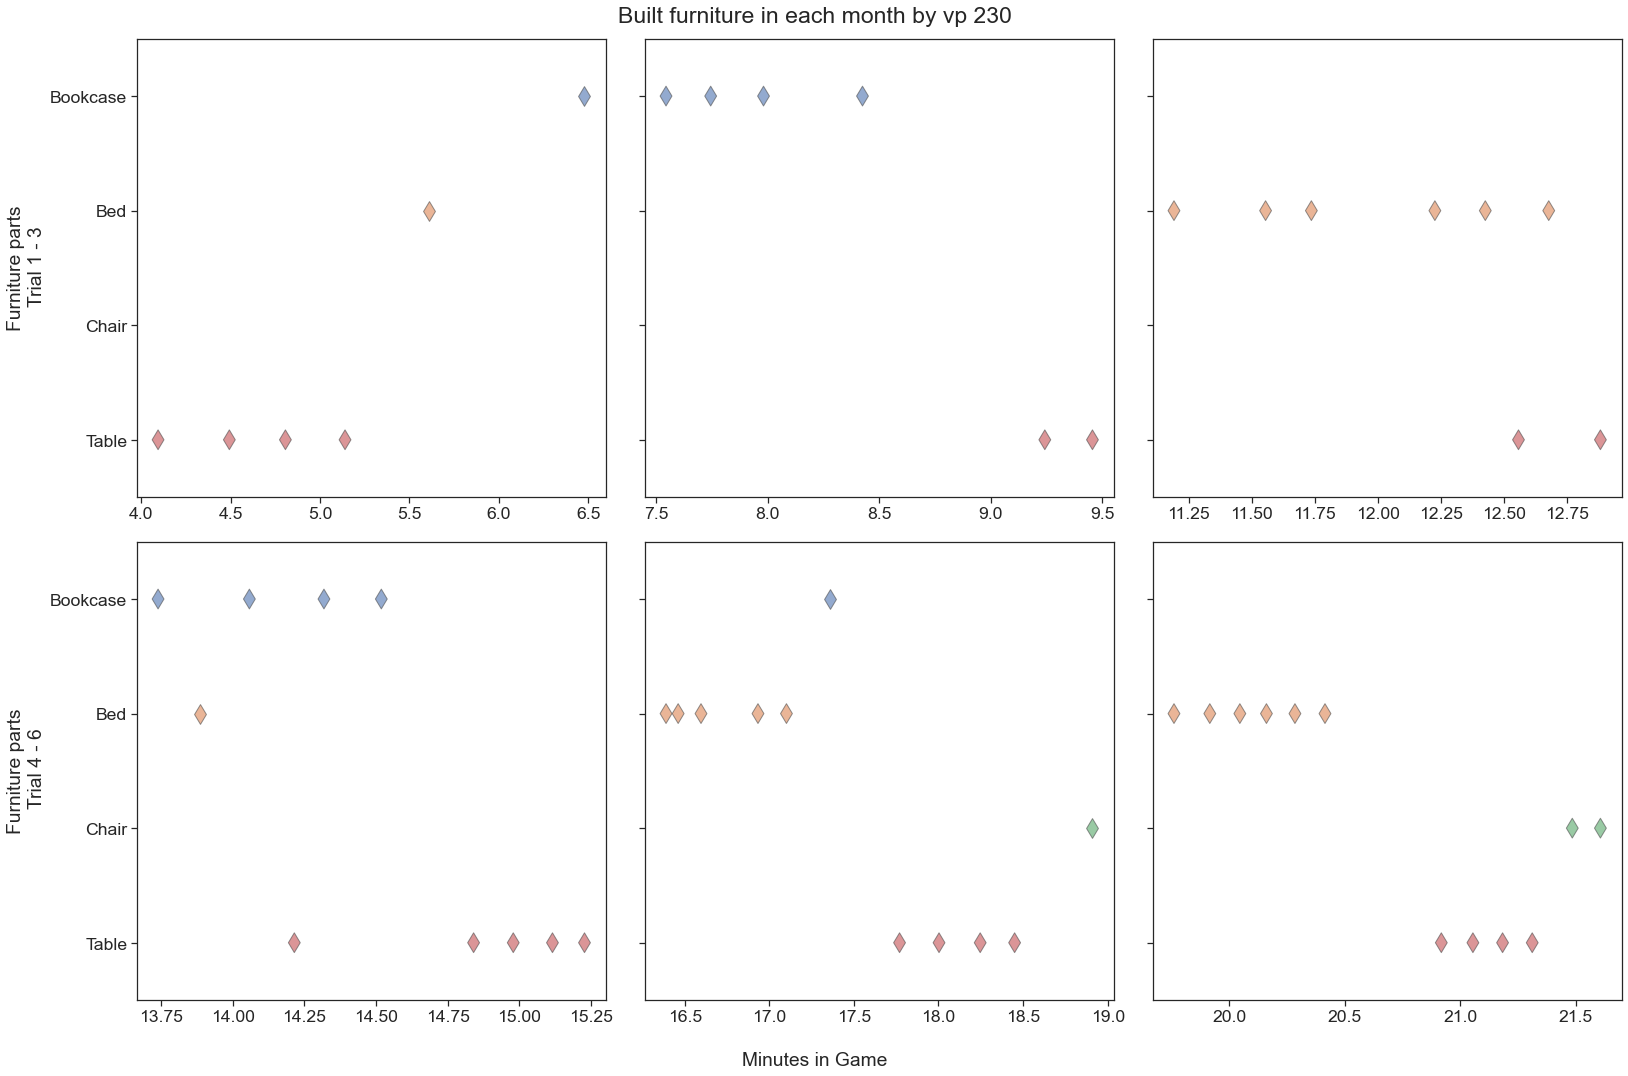 Built furniture in each month by vp 230
Furniture parts
Trial 1 - 3
Bookcase
Bed
Chair
Table
4.0 4.5 5.0 5.5 6.0 6.5
7.5 8.0 8.5 9.0 9.5
11.25 11.50 11.75 12.00 12.25 12.50 12.75
Furniture parts
Trial 4 - 6
Bookcase
Bed
Chair
Table
13.75 14.00 14.25 14.50 14.75 15.00 15.25
16.5 17.0 17.5 18.0 18.5 19.0
20.0 20.5 21.0 21.5
Minutes in Game